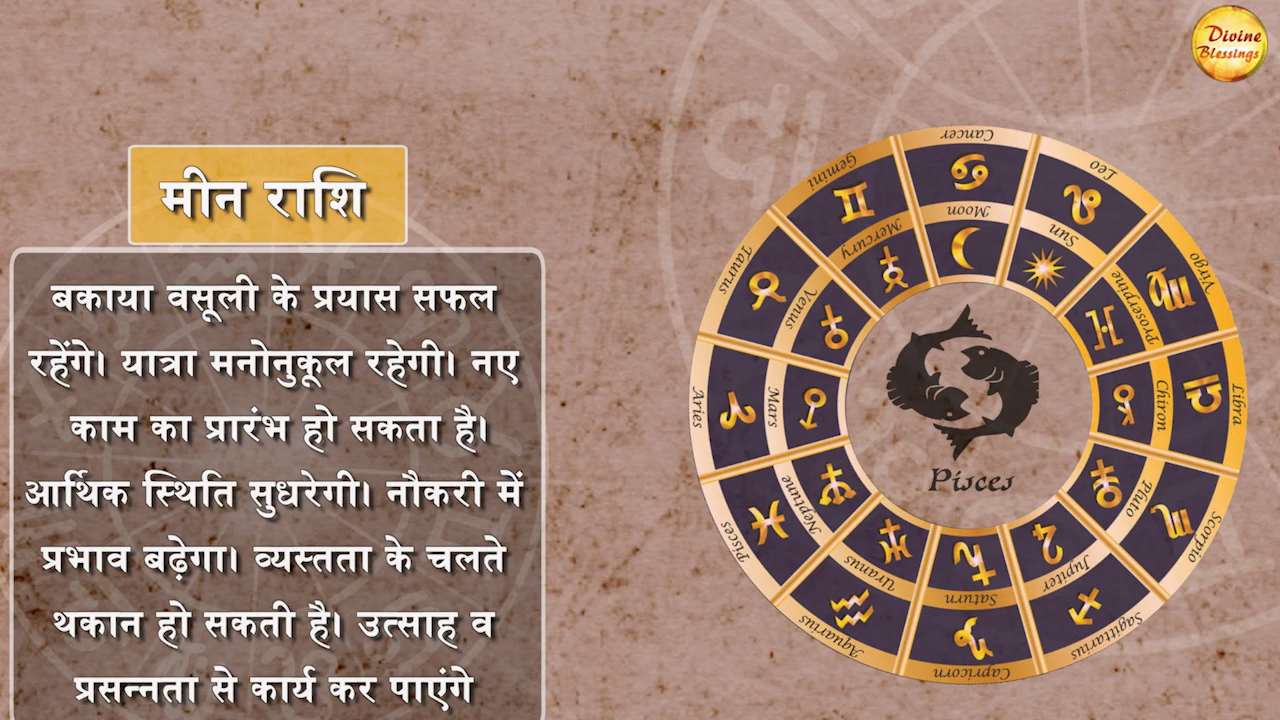 Divine
Blessings
मीन राशि
बकाया वसूली के प्रयास सफल
रहेंगे। यात्रा मनोनुकूल रहेगी। नए
काम का प्रारंभ हो सकता है।
आर्थिक स्थिति सुधरेगी। नौकरी में
प्रभाव बढ़ेगा। व्यस्तता के चलते
थकान हो सकती है। उत्साह व
प्रसन्नता से कार्य कर पाएंगे
Cancer
Leo
Virgo
Libra
Scorpio
Sagittarius
Capricorn
Aquarius
Pisces
Aries
Taurus
Gemini
Moon
Sun
Proserpine
Chiron
Pluto
Jupiter
Saturn
Uranus
Neptune
Mars
Venus
Mercury
Pisces